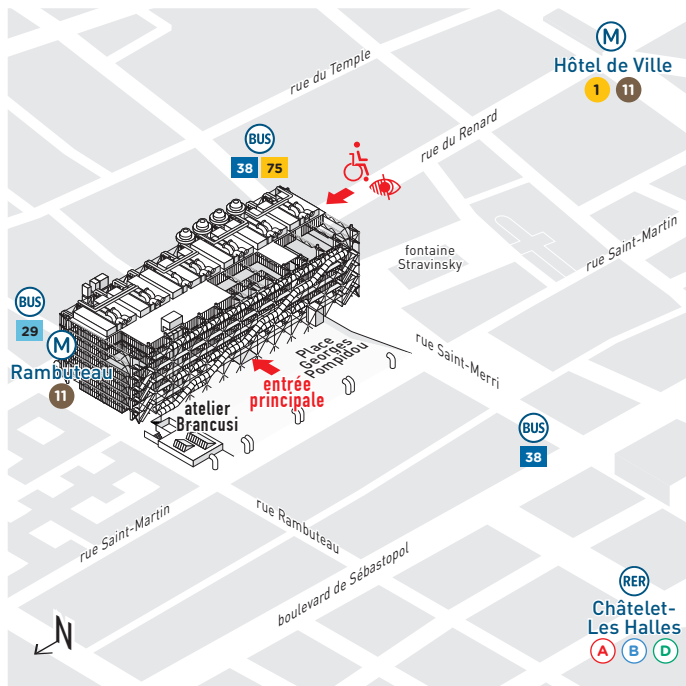 M
Hôtel de Ville
1 11
rue du Temple
BUS
38 75
rue du Renard
fontaine
Stravinsky
rue Saint-Martin
BUS
29
M
Rambuteau
11
Place
Georges
Pompidou
rue Saint-Merri
entrée
principale
atelier
Brancusi
BUS
38
rue Saint-Martin
rue Rambuteau
boulevard de Sébastopol
RER
Châtelet-
Les Halles
A B D
N